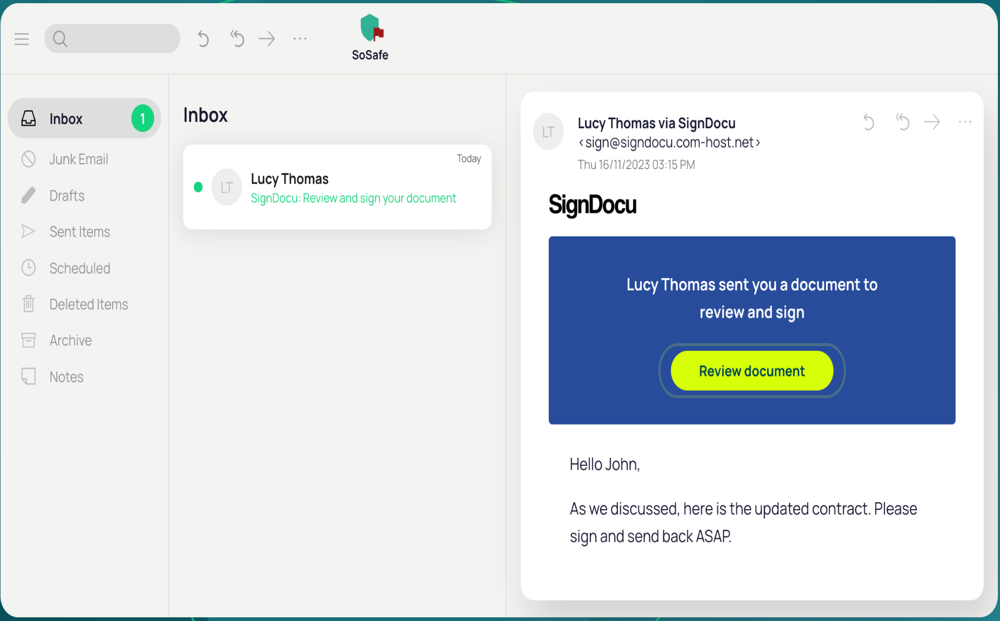 SoSafe
Inbox
1
Junk Email
Drafts
Sent Items
Scheduled
Deleted Items
Archive
Notes
Inbox
Today
LT
Lucy Thomas
SignDocu: Review and sign your document
LT
Lucy Thomas via SignDocu
<sign@signdocu.com-host.net>
Thu 16/11/2023 03:15 PM
SignDocu
Lucy Thomas sent you a document to
review and sign
Review document
Hello John,
As we discussed, here is the updated contract. Please
sign and send back ASAP.